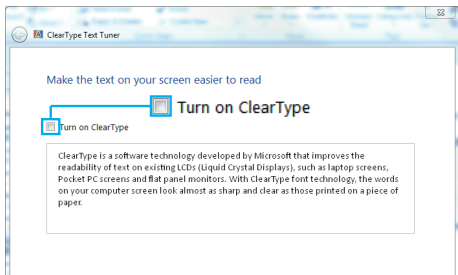 ClearType Text Tuner
Make the text on your screen easier to read
Turn on ClearType
Turn on ClearType
ClearType is a software technology developed by Microsoft that improves the
readability of text on existing LCDs (Liquid Crystal Displays), such as laptop screens,
Pocket PC screens and flat panel monitors. With ClearType font technology, the words
on your computer screen look almost as sharp and clear as those printed on a piece of
paper.